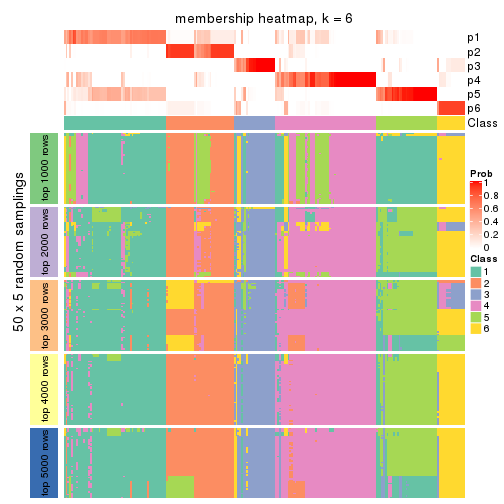 membership heatmap, k = 6
p1
p2
p3
p4
p5
p6
Class
50 x 5 random samplings
top 1000 rows
top 2000 rows
top 3000 rows
top 4000 rows
top 5000 rows
Prob
1
0.8
0.6
0.4
0.2
0
Class
1
2
3
4
5
6